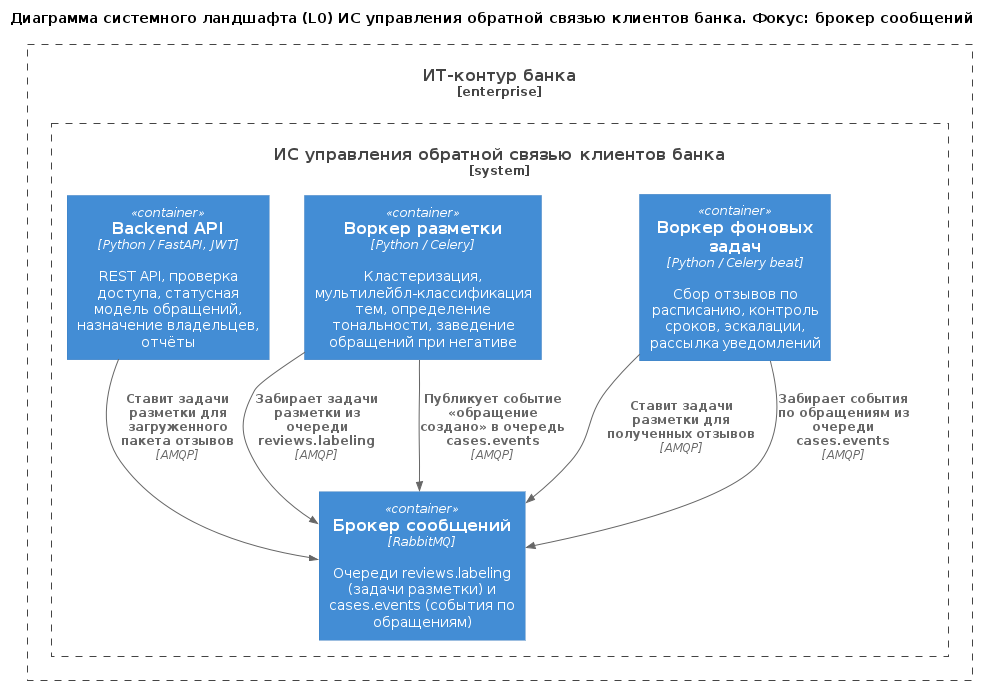 Диаграмма системного ландшафта (L0) ИС управления обратной связью клиентов банка. Фокус: брокер сообщений
ИТ-контур банка
[enterprise]
ИС управления обратной связью клиентов банка
[system]
«container»
Backend API
[Python / FastAPI, JWT]
REST API, проверка
доступа, статусная
модель обращений,
назначение владельцев,
отчёты
«container»
Воркер разметки
[Python / Celery]
Кластеризация,
мультилейбл-классификация
тем, определение
тональности, заведение
обращений при негативе
«container»
Воркер фоновых
задач
[Python / Celery beat]
Сбор отзывов по
расписанию, контроль
сроков, эскалации,
рассылка уведомлений
Ставит задачи
разметки для
загруженного
пакета отзывов
[AMQP]
Забирает задачи
разметки из
очереди
reviews.labeling
[AMQP]
Публикует событие
«обращение
создано» в очередь
cases.events
[AMQP]
Ставит задачи
разметки для
полученных отзывов
[AMQP]
Забирает события
по обращениям из
очереди
cases.events
[AMQP]
«container»
Брокер сообщений
[RabbitMQ]
Очереди reviews.labeling
(задачи разметки) и
cases.events (события по
обращениям)